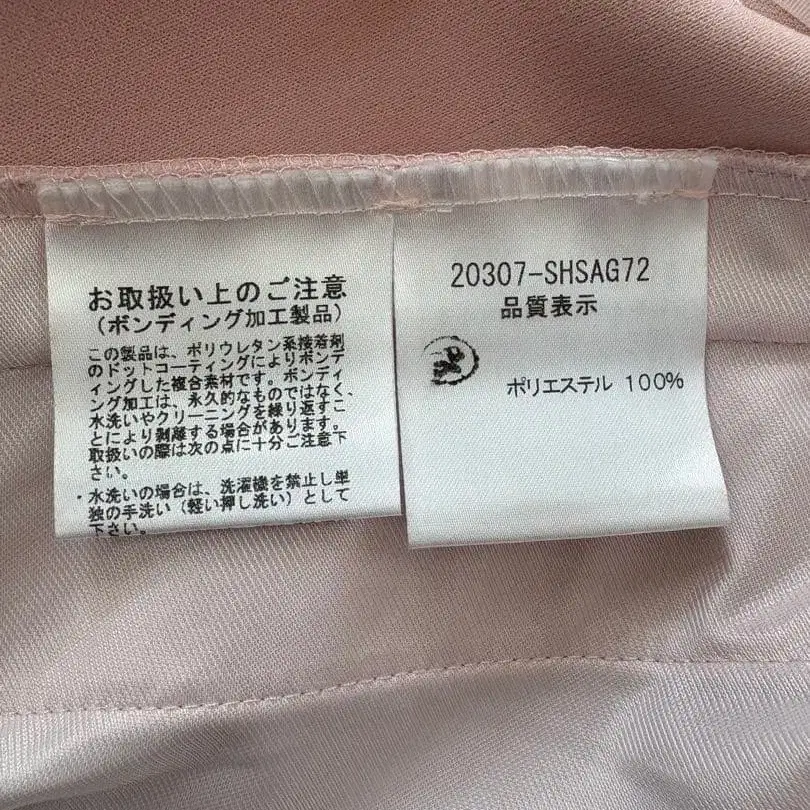 お取扱い上のご注意
（ボンディング加工製品）
この製品は、ポリウレタン系接着剤
のドットコーティングによりボンデ
ィングした複合素材です。ボンディ
ング加工は、永久的なものではなく、
水洗いやクリーニングを繰り返すこ
とにより剥離する場合があります。
取扱いの際は次の点に十分ご注意下
さい。
・水洗いの場合は、洗濯機を禁止し単
独の手洗い（軽い押し洗い）として
下さい。
20307-SHSAG72
品質表示
ポリエステル 100%